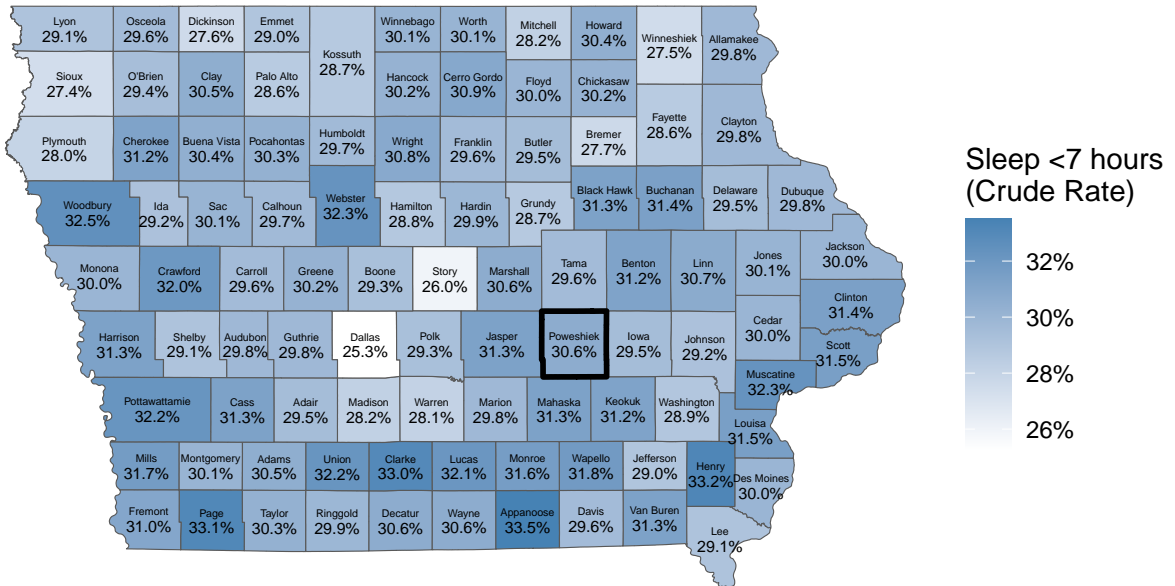 Lyon
29.1%
Osceola
29.6%
Dickinson
27.6%
Emmet
29.0%
Kossuth
28.7%
Winnebago
30.1%
Worth
30.1%
Mitchell
28.2%
Howard
30.4%
Winneshiek
27.5%
Allamakee
29.8%
Sioux
27.4%
O'Brien
29.4%
Clay
30.5%
Palo Alto
28.6%
Hancock
30.2%
Cerro Gordo
30.9%
Floyd
30.0%
Chickasaw
30.2%
Fayette
28.6%
Clayton
29.8%
Plymouth
28.0%
Cherokee
31.2%
Buena Vista
30.4%
Pocahontas
30.3%
Humboldt
29.7%
Wright
30.8%
Franklin
29.6%
Butler
29.5%
Bremer
27.7%
Woodbury
32.5%
Ida
29.2%
Sac
30.1%
Calhoun
29.7%
Webster
32.3%
Hamilton
28.8%
Hardin
29.9%
Grundy
28.7%
Black Hawk
31.3%
Buchanan
31.4%
Delaware
29.5%
Dubuque
29.8%
Monona
30.0%
Crawford
32.0%
Carroll
29.6%
Greene
30.2%
Boone
29.3%
Story
26.0%
Marshall
30.6%
Tama
29.6%
Benton
31.2%
Linn
30.7%
Jones
30.1%
Jackson
30.0%
Clinton
31.4%
Harrison
31.3%
Shelby
29.1%
Audubon
29.8%
Guthrie
29.8%
Dallas
25.3%
Polk
29.3%
Jasper
31.3%
Poweshiek
30.6%
Iowa
29.5%
Johnson
29.2%
Cedar
30.0%
Scott
31.5%
Muscatine
32.3%
Pottawattamie
32.2%
Cass
31.3%
Adair
29.5%
Madison
28.2%
Warren
28.1%
Marion
29.8%
Mahaska
31.3%
Keokuk
31.2%
Washington
28.9%
Louisa
31.5%
Mills
31.7%
Montgomery
30.1%
Adams
30.5%
Union
32.2%
Clarke
33.0%
Lucas
32.1%
Monroe
31.6%
Wapello
31.8%
Jefferson
29.0%
Henry
33.2%
Des Moines
30.0%
Fremont
31.0%
Page
33.1%
Taylor
30.3%
Ringgold
29.9%
Decatur
30.6%
Wayne
30.6%
Appanoose
33.5%
Davis
29.6%
Van Buren
31.3%
Lee
29.1%
Sleep <7 hours
(Crude Rate)
32%
30%
28%
26%